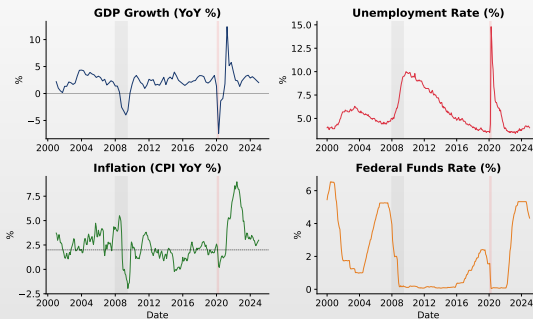 GDP Growth (YoY %)
%
10
5
0
−5
2000 2004 2008 2012 2016 2020 2024
Unemployment Rate (%)
%
15.0
12.5
10.0
7.5
5.0
2000 2004 2008 2012 2016 2020 2024
Inflation (CPI YoY %)
%
7.5
5.0
2.5
0.0
−2.5
2000 2004 2008 2012 2016 2020 2024
Date
Federal Funds Rate (%)
%
6
4
2
0
2000 2004 2008 2012 2016 2020 2024
Date